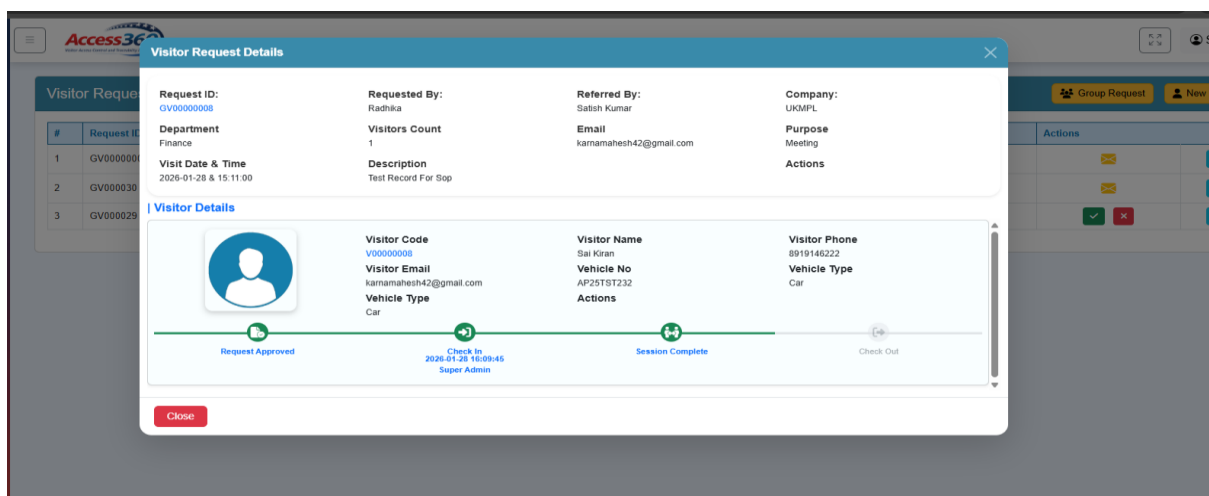 Access36
Visitor Request Details
Visitor Reque
Group Request
New
Request ID:
GV00000008
Requested By:
Radhika
Referred By:
Satish Kumar
Company:
UKMPL
Department
Finance
Visitors Count
1
Email
karnamahesh42@gmail.com
Purpose
Meeting
Visit Date & Time
2026-01-28 & 15:11:00
Description
Test Record For Sop
Actions
# Request ID
Actions
1 GV0000000
2 GV000030
3 GV000029
Visitor Details
Visitor Code
V00000008
Visitor Name
Sai Kiran
Visitor Phone
8919146222
Visitor Email
karnamahesh42@gmail.com
Vehicle No
AP25TST232
Vehicle Type
Car
Vehicle Type
Car
Actions
Request Approved
Check In
2026-01-28 16:09:45
Super Admin
Session Complete
Check Out
Close